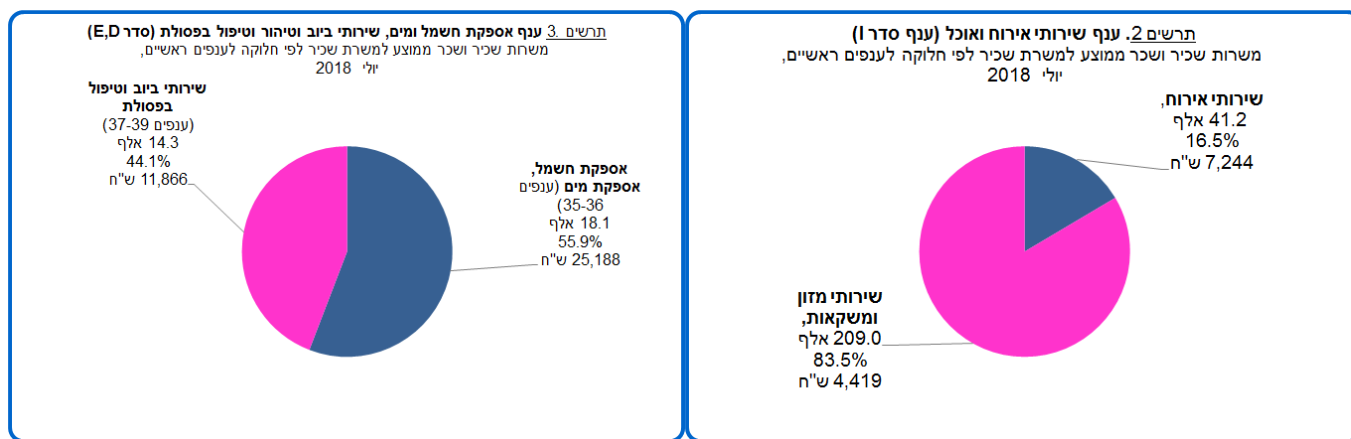 תרשים 2. ענף שירותי אירוח ואוכל (ענף סדר I)
משרות שכיר ושכר ממוצע למשרת שכיר לפי חלוקה לענפים ראשיים,
יולי 2018
שירותי אירוח,
41.2 אלף
16.5%
7,244 ש"ח
שירותי מזון
ומשקאות,
209.0 אלף
83.5%
4,419 ש"ח
תרשים .3 ענף אספקת חשמל ומים, שירותי ביוב וטיהור וטיפול בפסולת (סדר E,D)
משרות שכיר ושכר ממוצע למשרת שכיר לפי חלוקה לענפים ראשיים,
יולי 2018
אספקת חשמל,
אספקת מים (ענפים
35-36)
18.1 אלף
55.9%
25,188 ש"ח
שירותי ביוב וטיפול
בפסולת
(ענפים 37-39)
14.3 אלף
44.1%
11,866 ש"ח